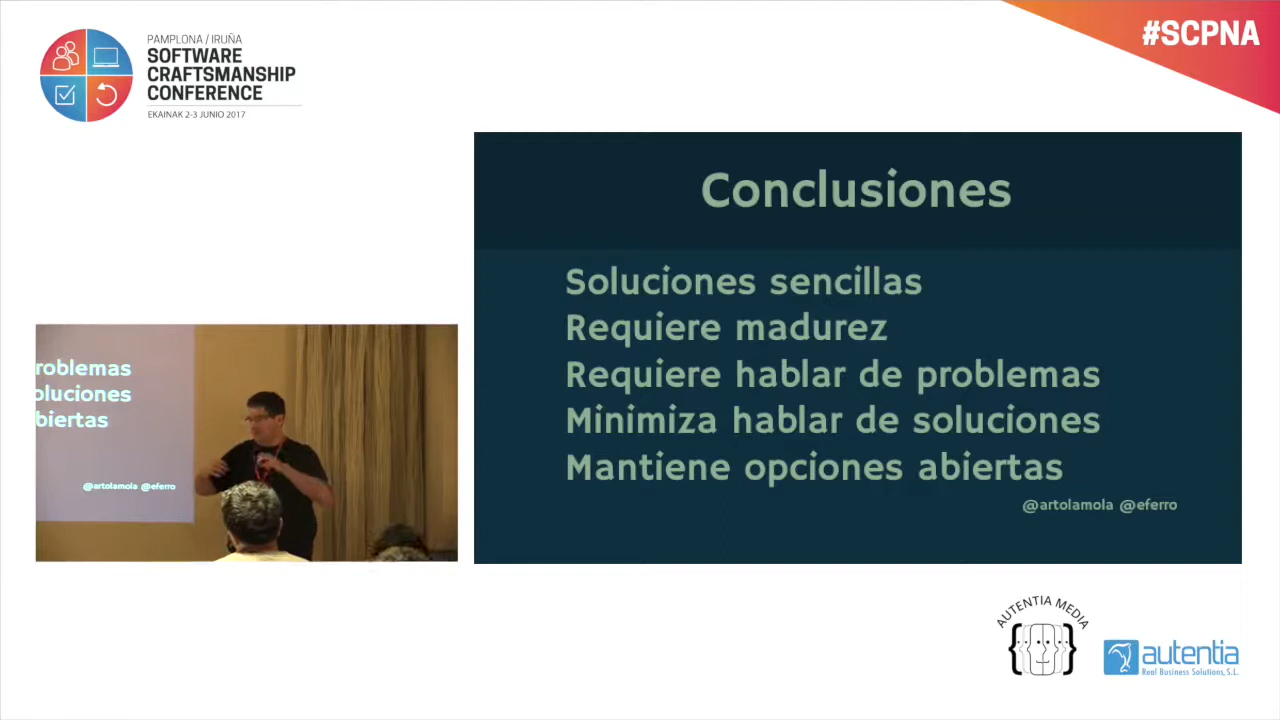 PAMPLONA / IRUÑA
SOFTWARE
CRAFTSMANSHIP
CONFERENCE
EKAINAK 2-3 JUNIO 2017
#SCPNA
Conclusiones
Soluciones sencillas
Requiere madurez
Requiere hablar de problemas
Minimiza hablar de soluciones
Mantiene opciones abiertas
@artolamola @eferro
roblemas
oluciones
biertas
@artolamola @eferro
AUTENTIA MEDIA
autentia
Real Business Solutions, S.L.